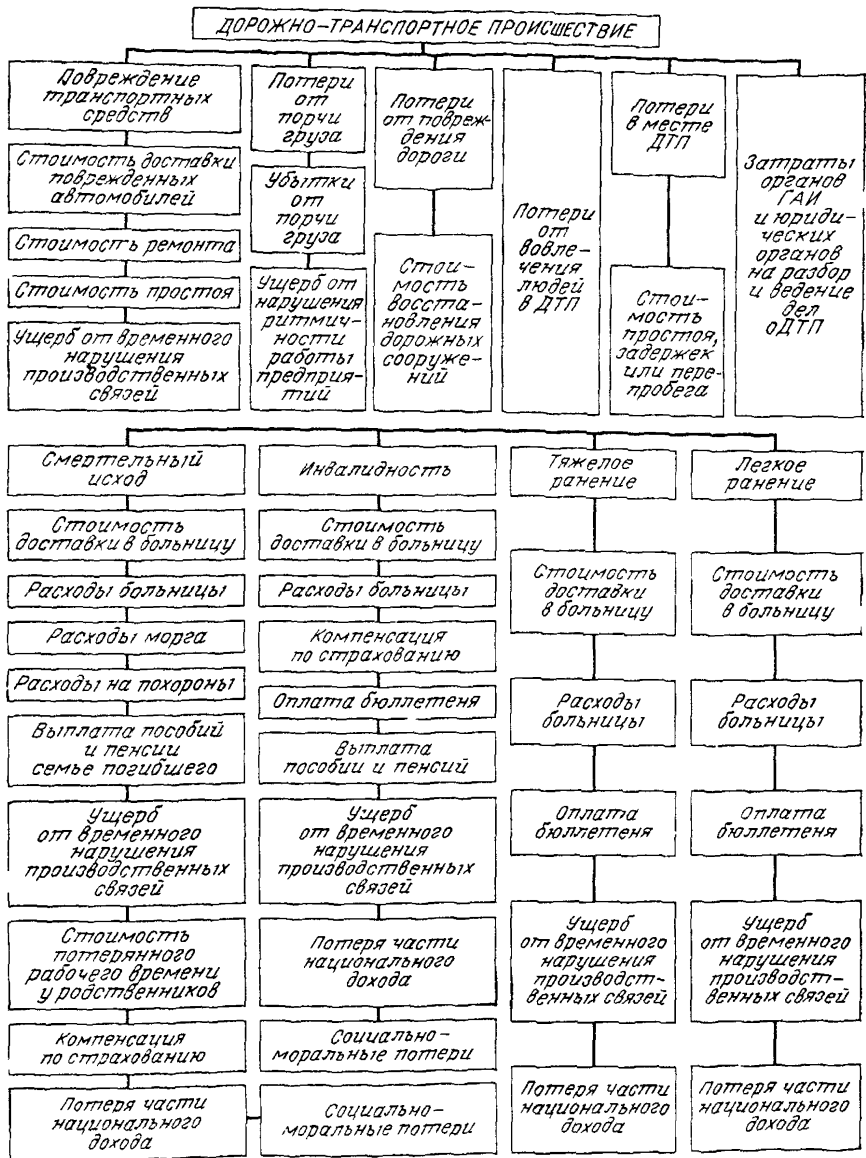 ДОРОЖНО-ТРАНСПОРТНОЕ ПРОИСШЕСТВИЕ
Повреждение
транспортных
средств
Стоимость доставки
поврежденных
автомобилей
Стоимость ремонта
Стоимость простоя
Ущерб от временного
нарушения
производственных
связей
Потери
от
порчи
груза
Убытки
от
порчи
груза
Ущерб от
нарушения
ритмич-
ности
работы
предприя-
тий
Потери
от повреж-
дения
дороги
Стои-
мость
восста-
новления
дорожных
сооруже-
ний
Потери
от
вовле-
чения
людей
в ДТП
Потери
в месте
ДТП
Стои-
мость
простоя,
задержек
или пере-
пробега
Затраты
органов
ГАИ
и юриди-
ческих
органов
на разбор
и ведение
дел
о ДТП
Смертельный
исход
Стоимость
доставки в больницу
Расходы больницы
Расходы морга
Расходы на похороны
Выплата пособий
и пенсии
семье погибшего
Ущерб
от временного
нарушения
производственных
связей
Стоимость
потерянного
рабочего времени
у родственников
Компенсация
по страхованию
Потеря части
национального
дохода
Инвалидность
Стоимость
доставки в больницу
Расходы больницы
Компенсация
по страхованию
Оплата бюллетеня
Выплата
пособии и пенсий
Ущерб
от временного
нарушения
производственных
связей
Потеря части
национального
дохода
Социально-
моральные потери
Социально-
моральные потери
Тяжелое
ранение
Стоимость
доставки
в больницу
Расходы
больницы
Оплата
бюллетеня
Ущерб
от временного
нарушения
производст-
венных связей
Потеря части
национального
дохода
Легкое
ранение
Стоимость
доставки
в больницу
Расходы
больницы
Оплата
бюллетеня
Ущерб
от временного
нарушения
производст-
венных связей
Потеря части
национального
дохода